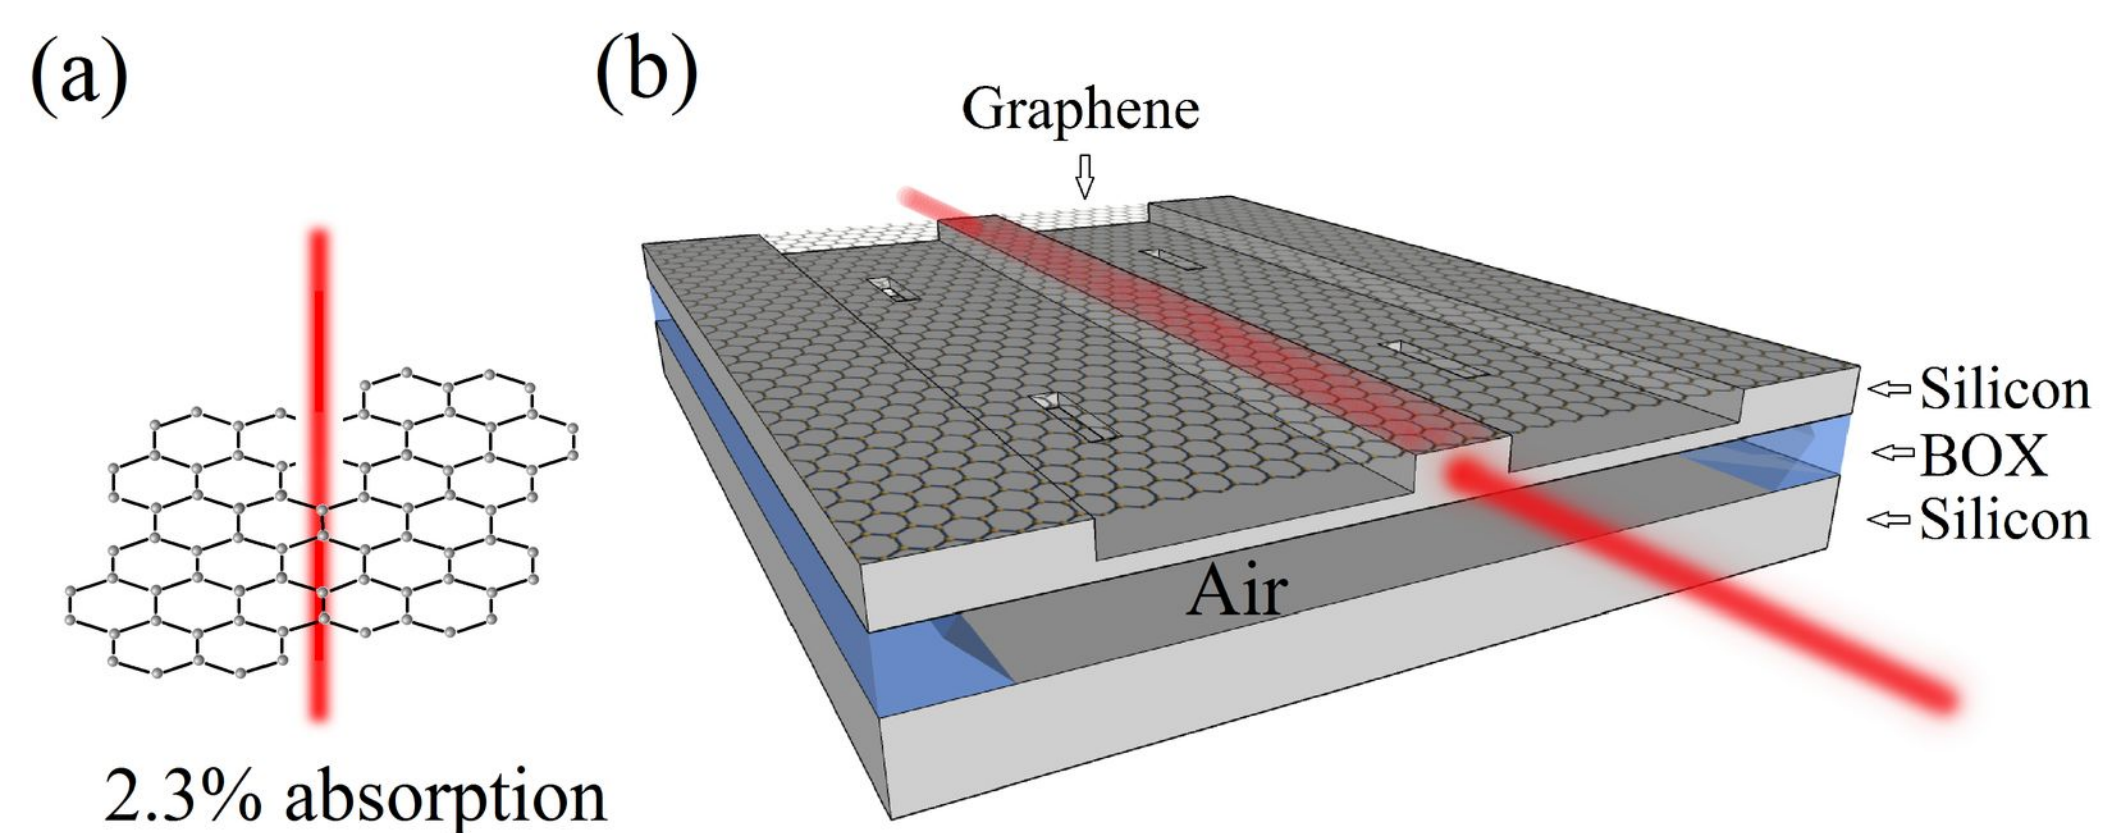 (a)
(b)
Graphene
Silicon
BOX
Silicon
Air
2.3% absorption